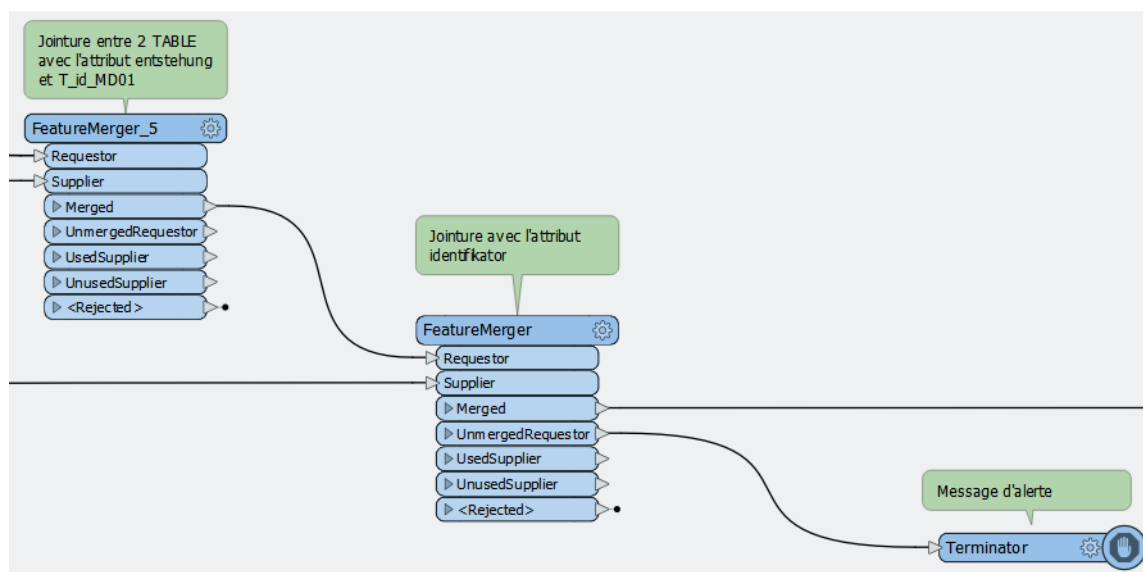 Jointure entre 2 TABLE
avec l'attribut entstehung
et T_id_MD01
FeatureMerger_5
Requestor
Supplier
Merged
UnmergedRequestor
UsedSupplier
UnusedSupplier
<Rejected>
Jointure avec l'attribut
identifkator
FeatureMerger
Requestor
Supplier
Merged
UnmergedRequestor
UsedSupplier
UnusedSupplier
<Rejected>
Message d'alerte
Terminator